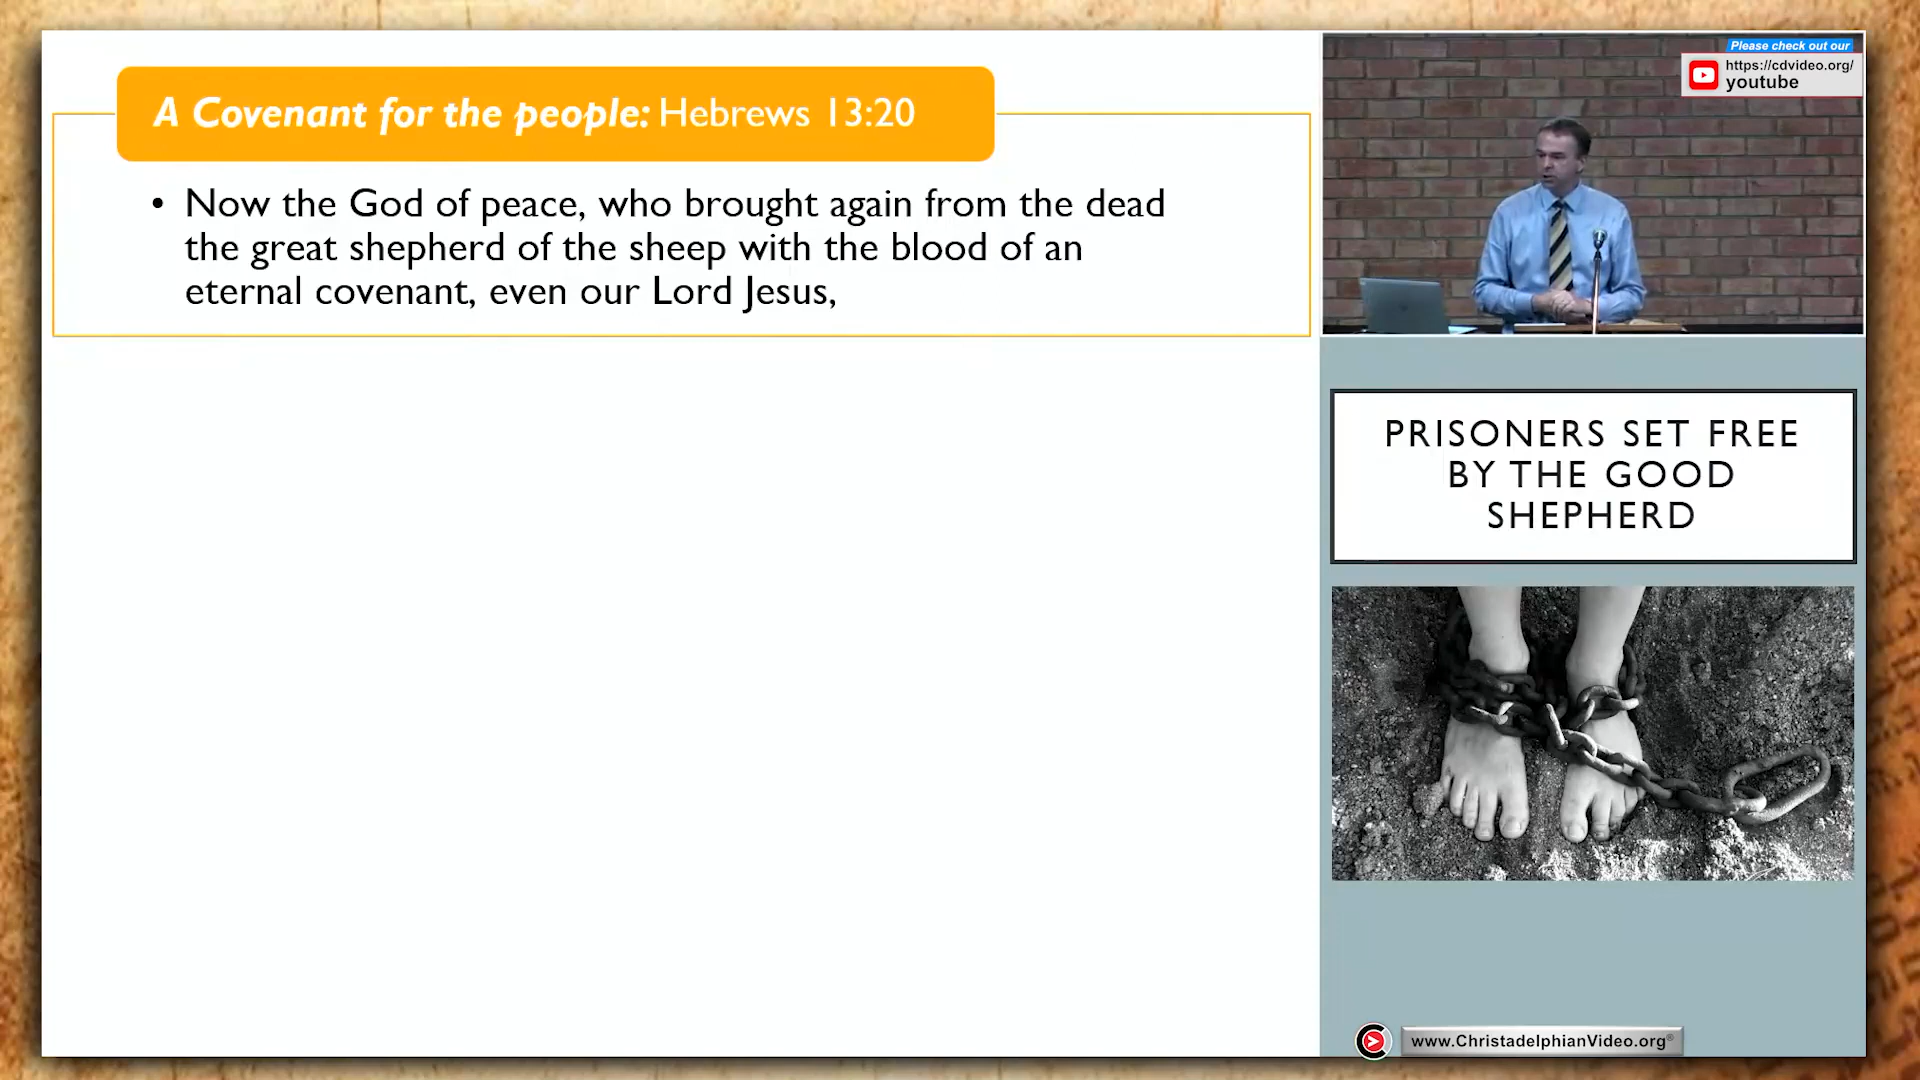 A Covenant for the people: Hebrews 13:20
• Now the God of peace, who brought again from the dead
the great shepherd of the sheep with the blood of an
eternal covenant, even our Lord Jesus,
Please check out our
https://cdvideo.org/
youtube
PRISONERS SET FREE
BY THE GOOD
SHEPHERD
www.ChristadelphianVideo.org®